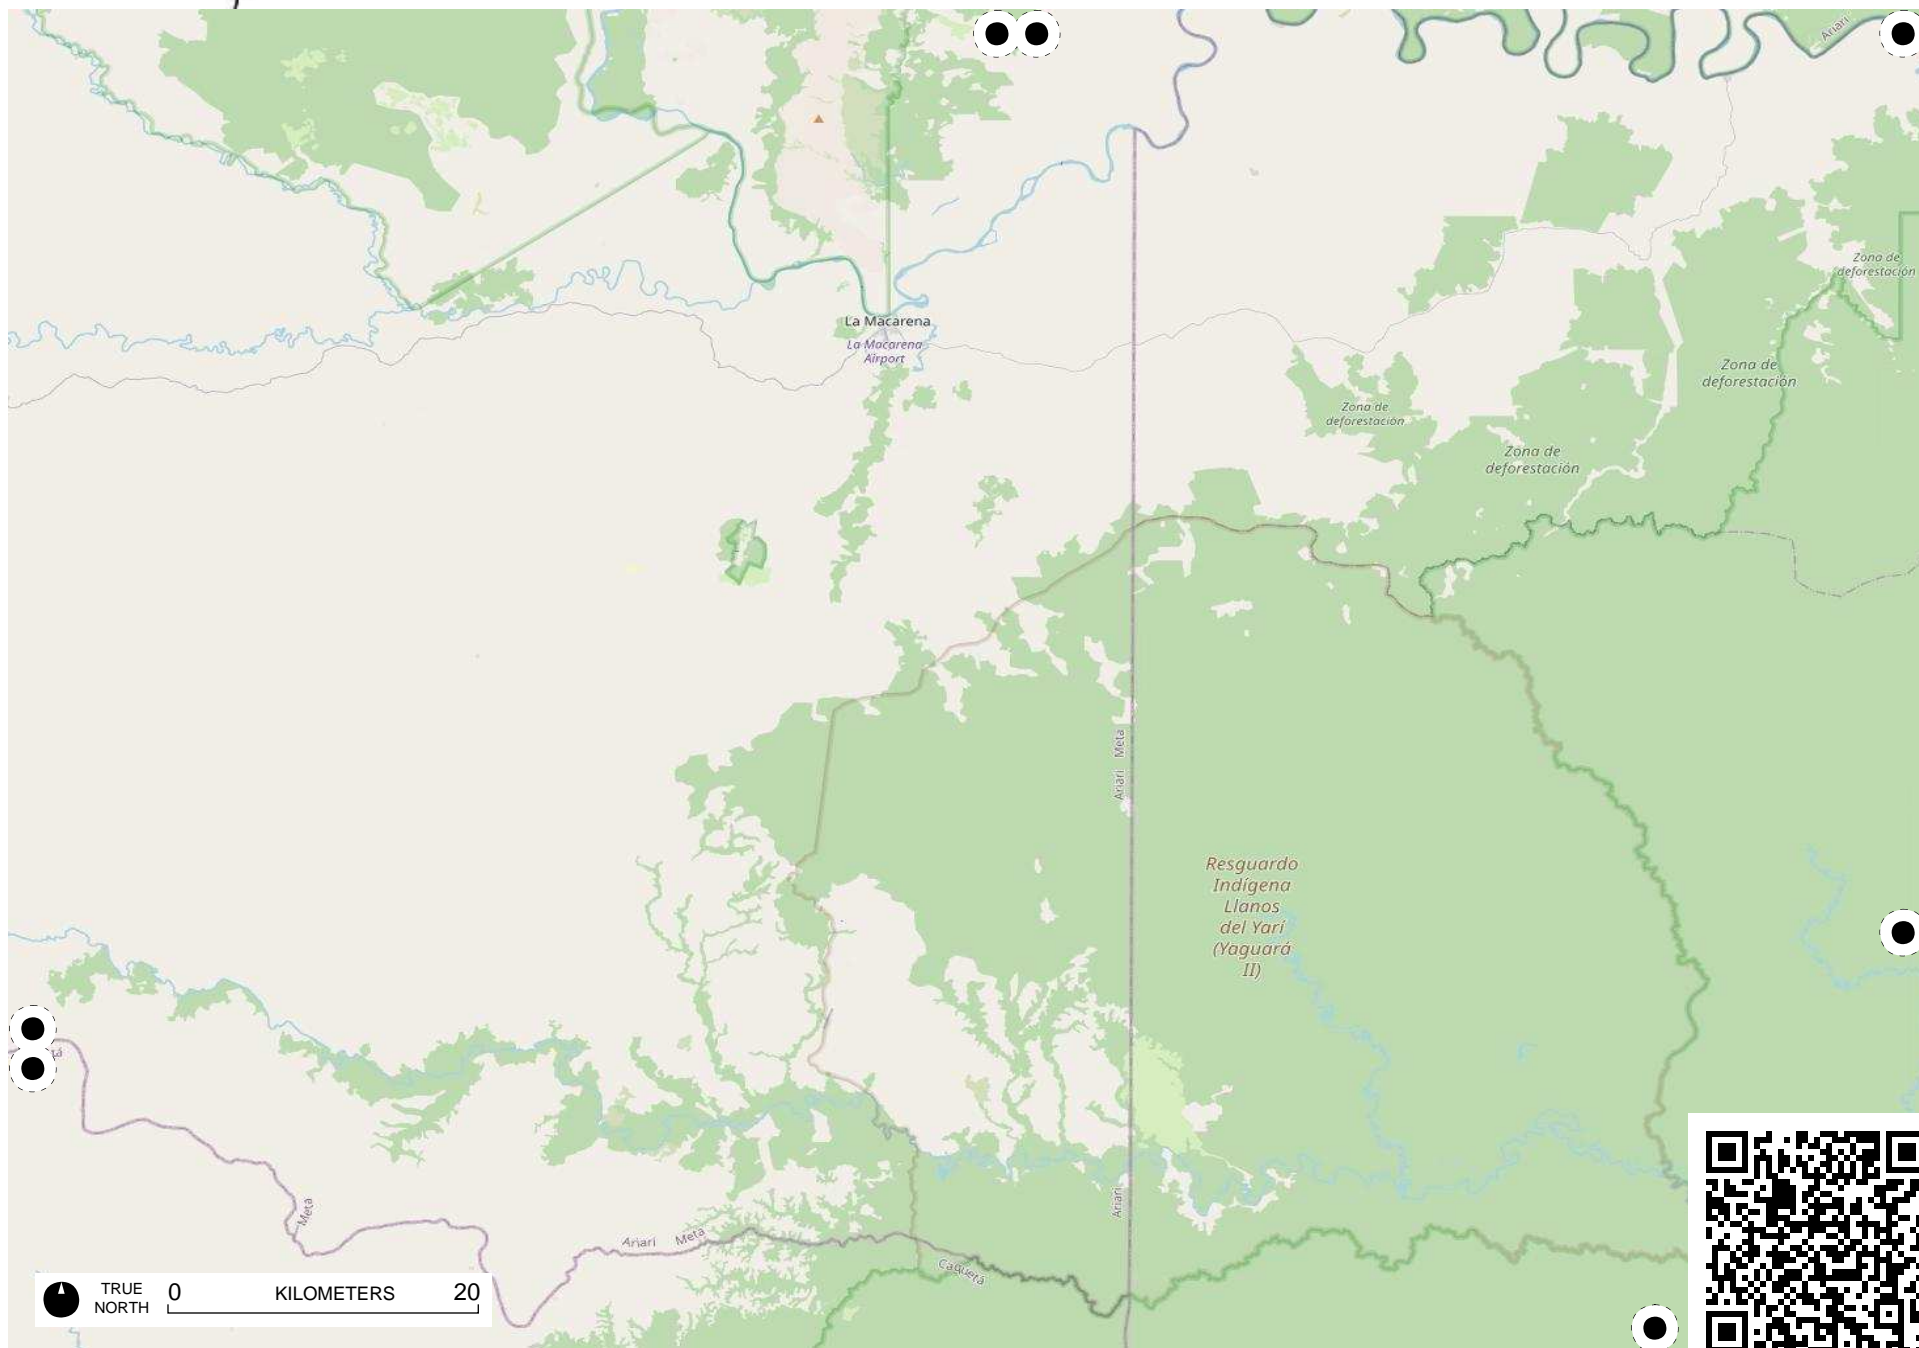 Ariari
Zona de
deforestación
La Macarena
La Macarena
Airport
Zona de
deforestación
Zona de
deforestación
Zona de
deforestación
Ariari Meta
Resguardo
Indígena
Llanos
del Yarí
(Yaguará
II)
tá
Meta
Ariari
Ariari Meta
Caquetá
TRUE
NORTH
0 KILOMETERS 20